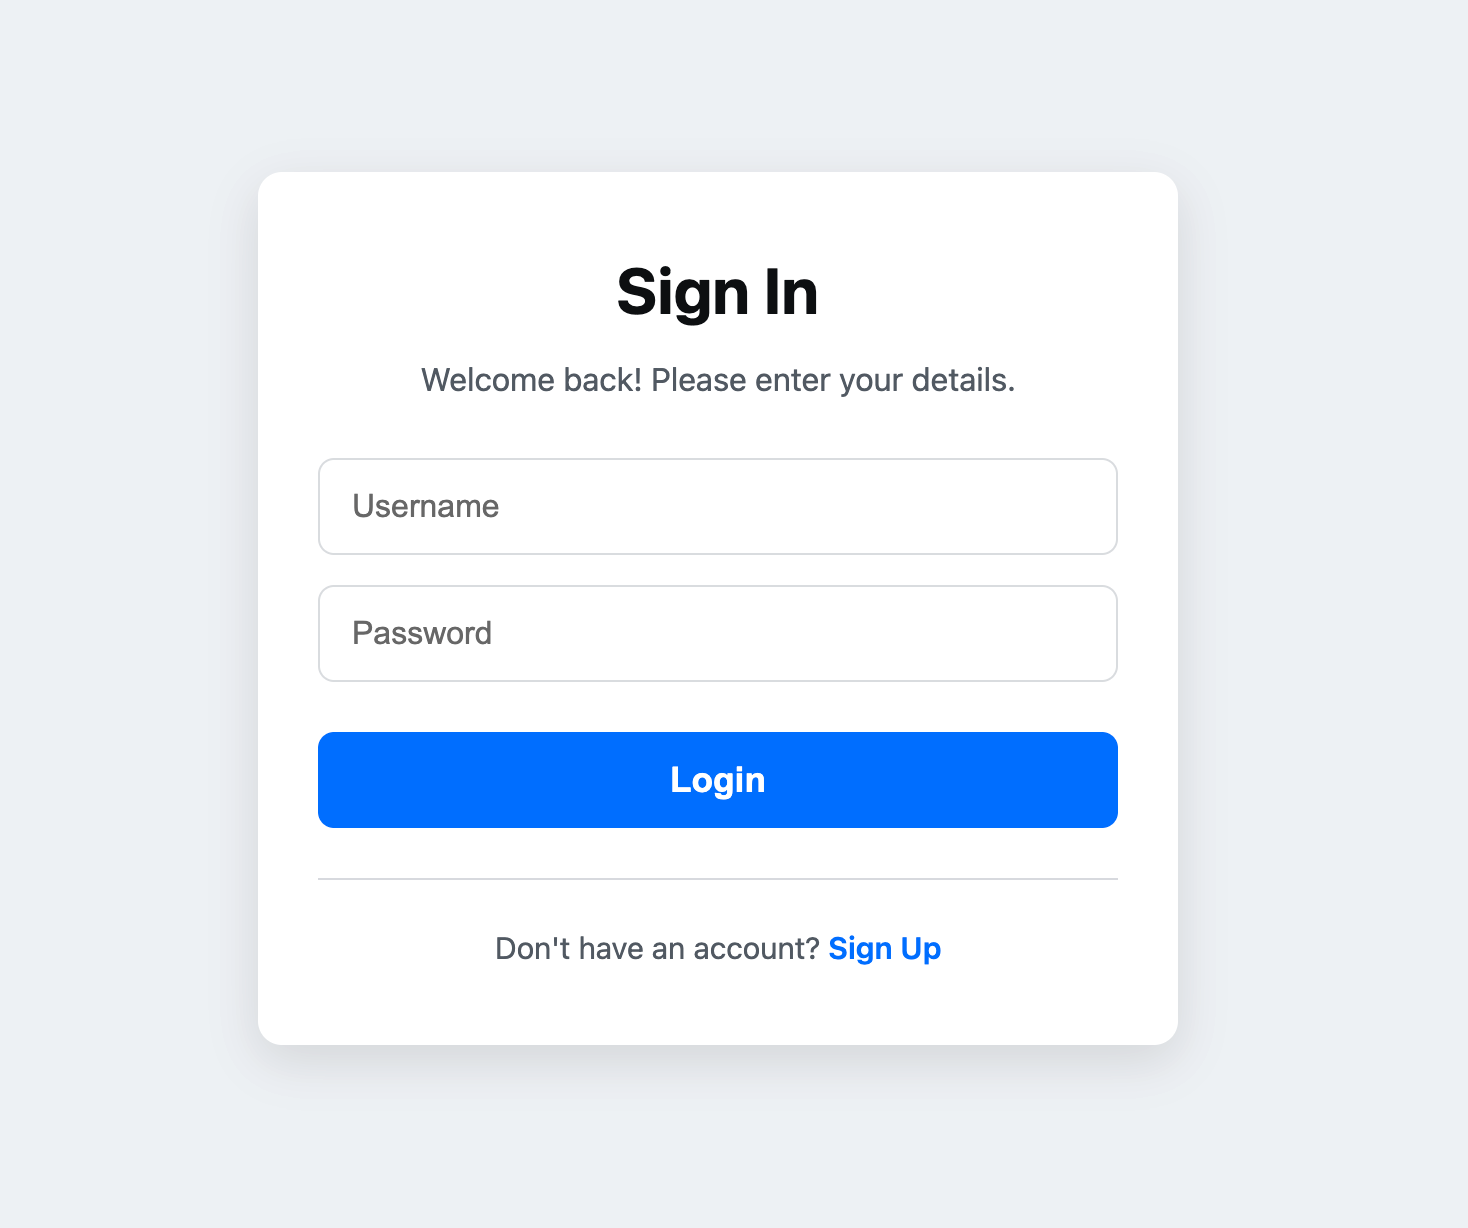 Sign In
Welcome back! Please enter your details.
Username
Password
Login
Don't have an account? Sign Up